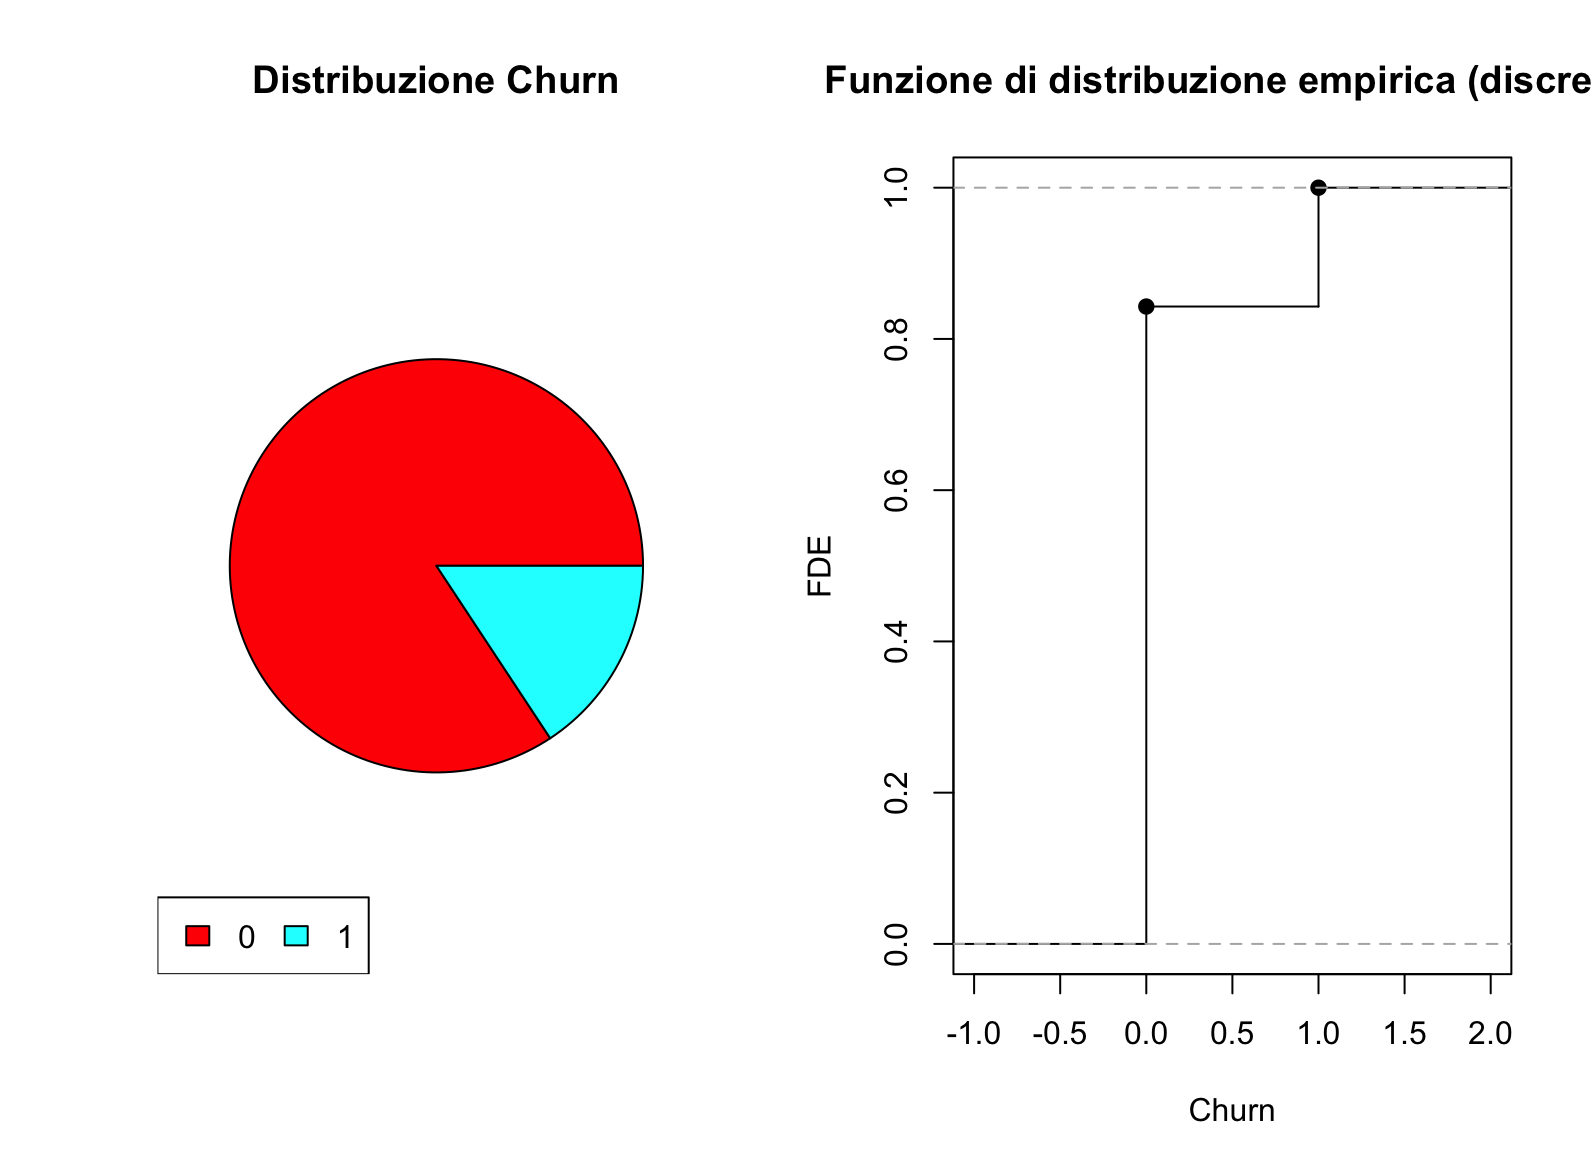 Distribuzione Churn
0 1
Funzione di distribuzione empirica (discre
FDE
1.0
0.8
0.6
0.4
0.2
0.0
-1.0 -0.5 0.0 0.5 1.0 1.5 2.0
Churn